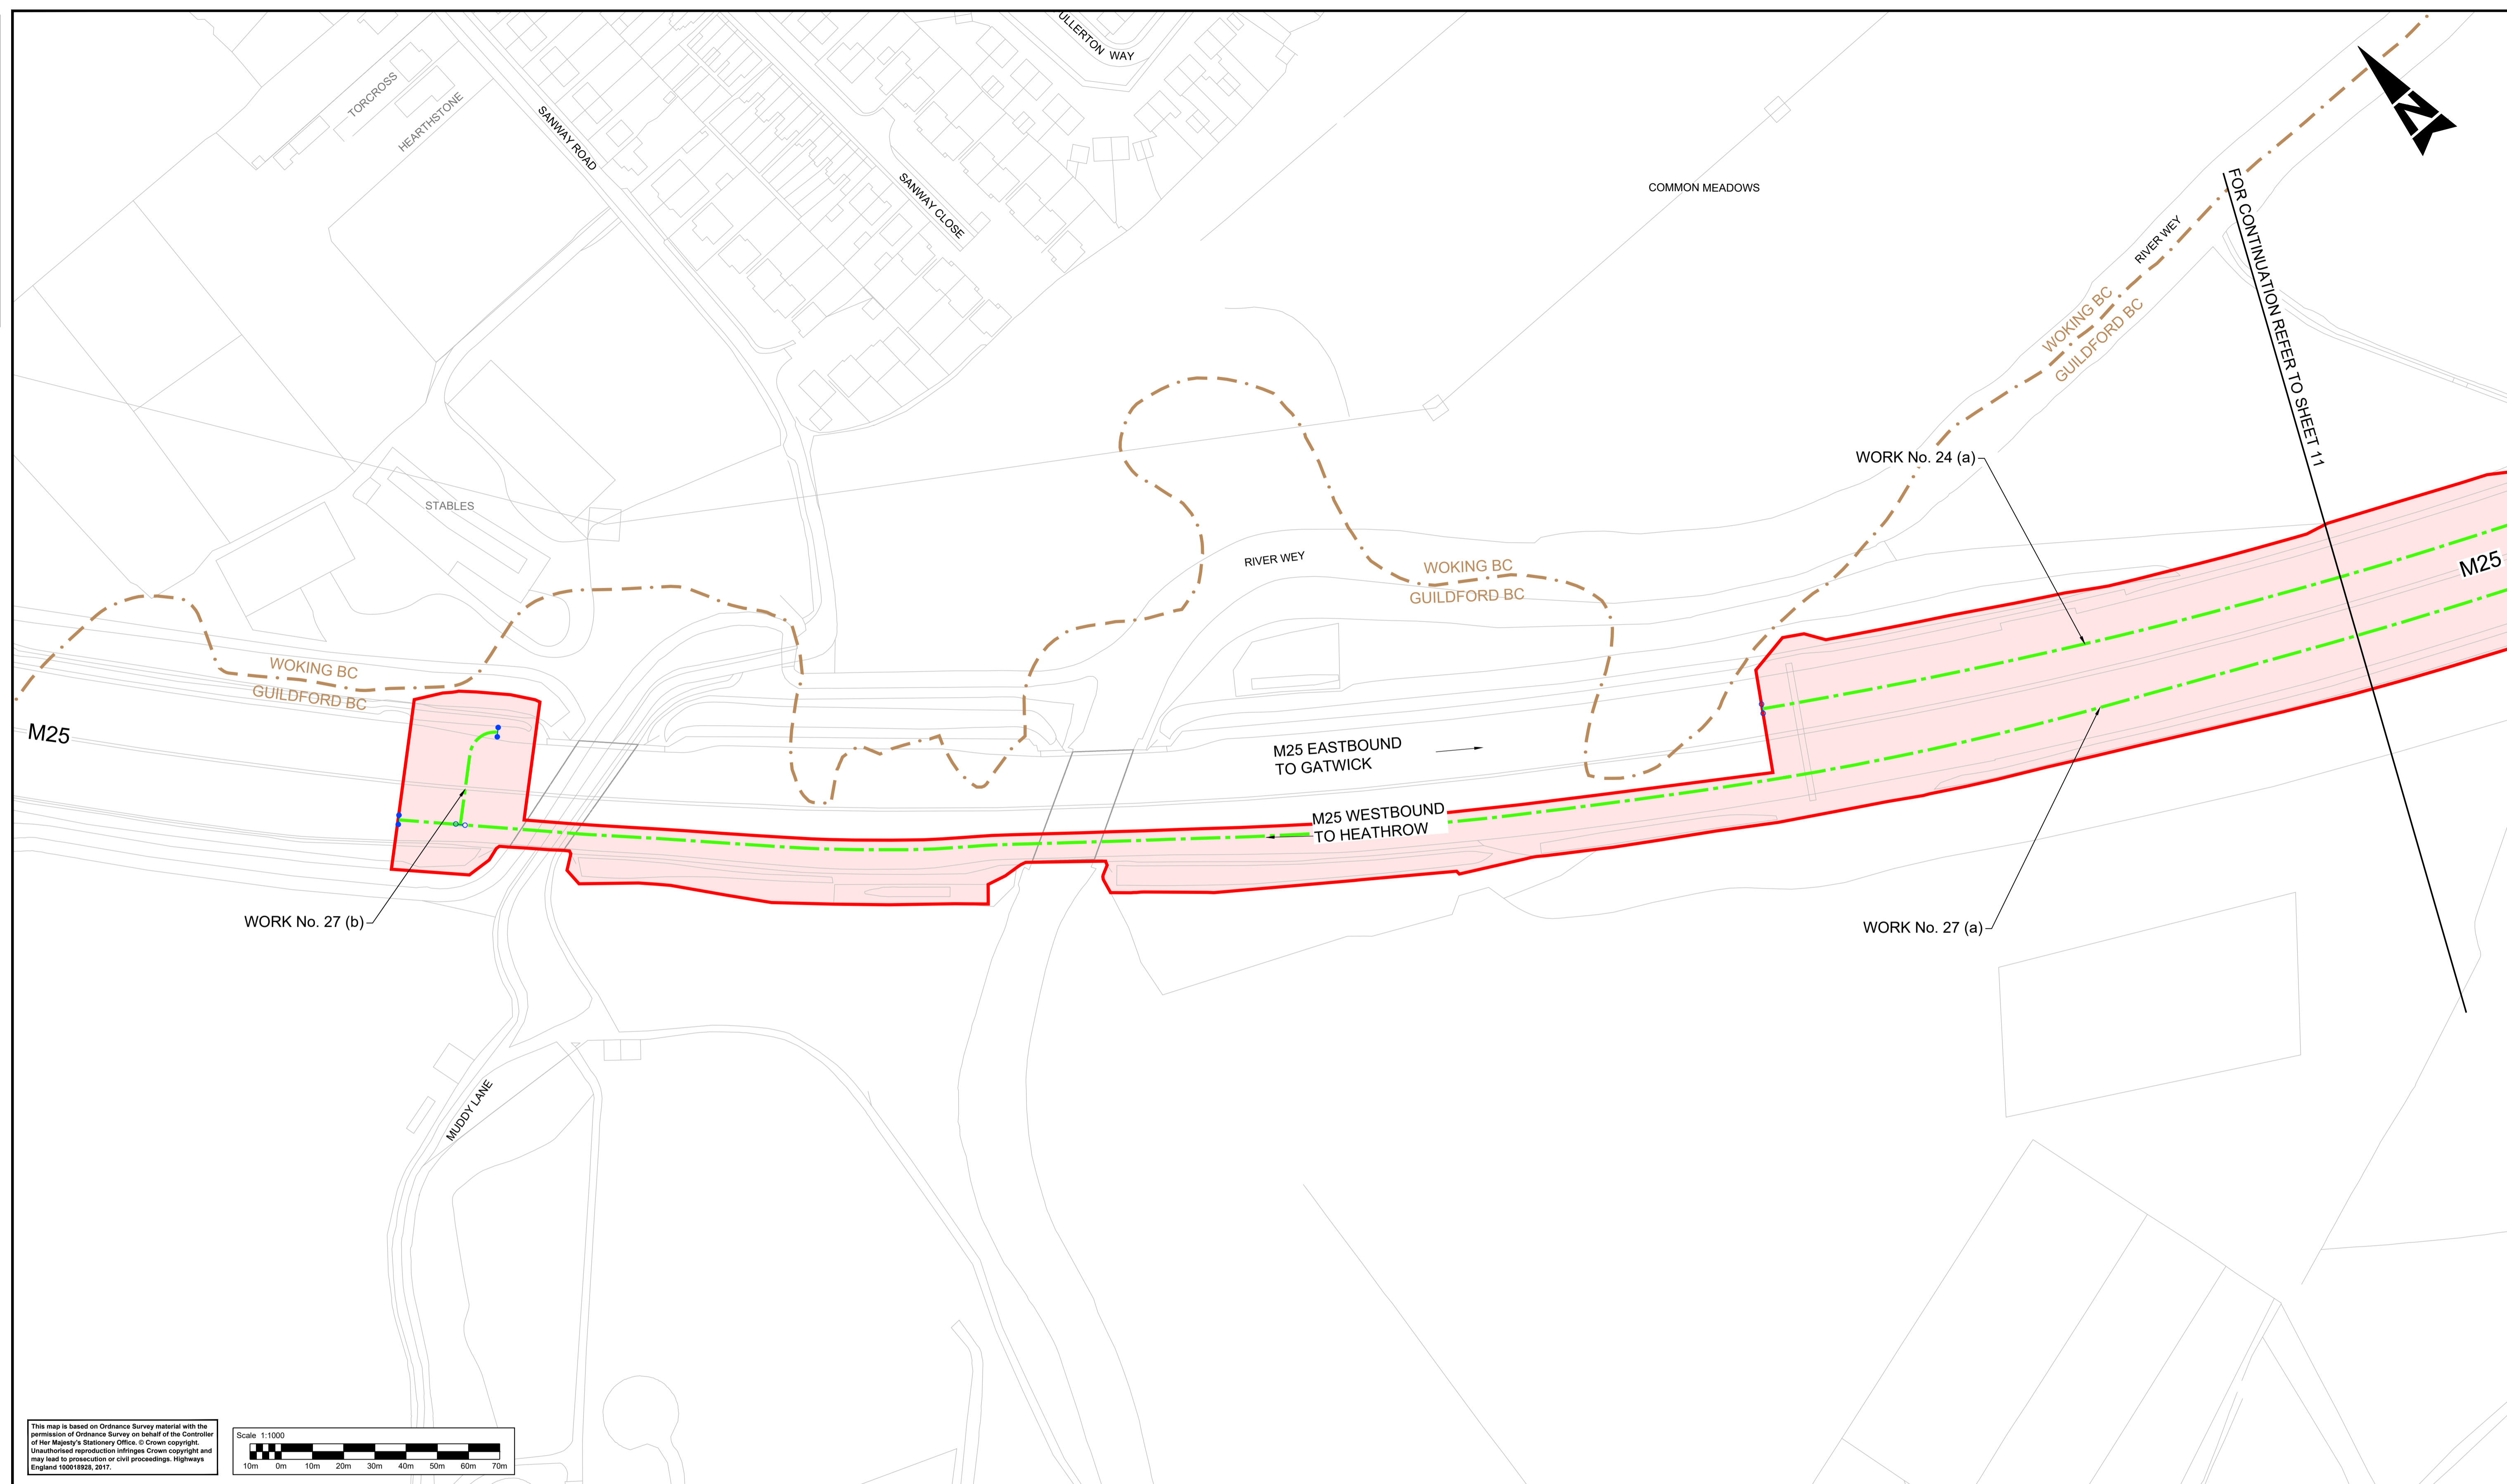 ULLERTON WAY
TORCROSS
HEARTHSTONE
SANWAY ROAD
SANWAY CLOSE
COMMON MEADOWS
N
RIVER WEY
FOR CONTINUATION REFER TO SHEET 11
WOKING BC
GUILDFORD BC
WORK No. 24 (a)
STABLES
RIVER WEY
WOKING BC
GUILDFORD BC
M25
WOKING BC
GUILDFORD BC
M25
M25 EASTBOUND
TO GATWICK
M25 WESTBOUND
TO HEATHROW
WORK No. 27 (b)
WORK No. 27 (a)
MUDDY LANE
This map is based on Ordnance Survey material with the
permission of Ordnance Survey on behalf of the Controller
of Her Majesty's Stationery Office. © Crown copyright.
Unauthorised reproduction infringes Crown copyright and
may lead to prosecution or civil proceedings. Highways
England 100018928, 2017.
Scale 1:1000
10m 0m 10m 20m 30m 40m 50m 60m 70m